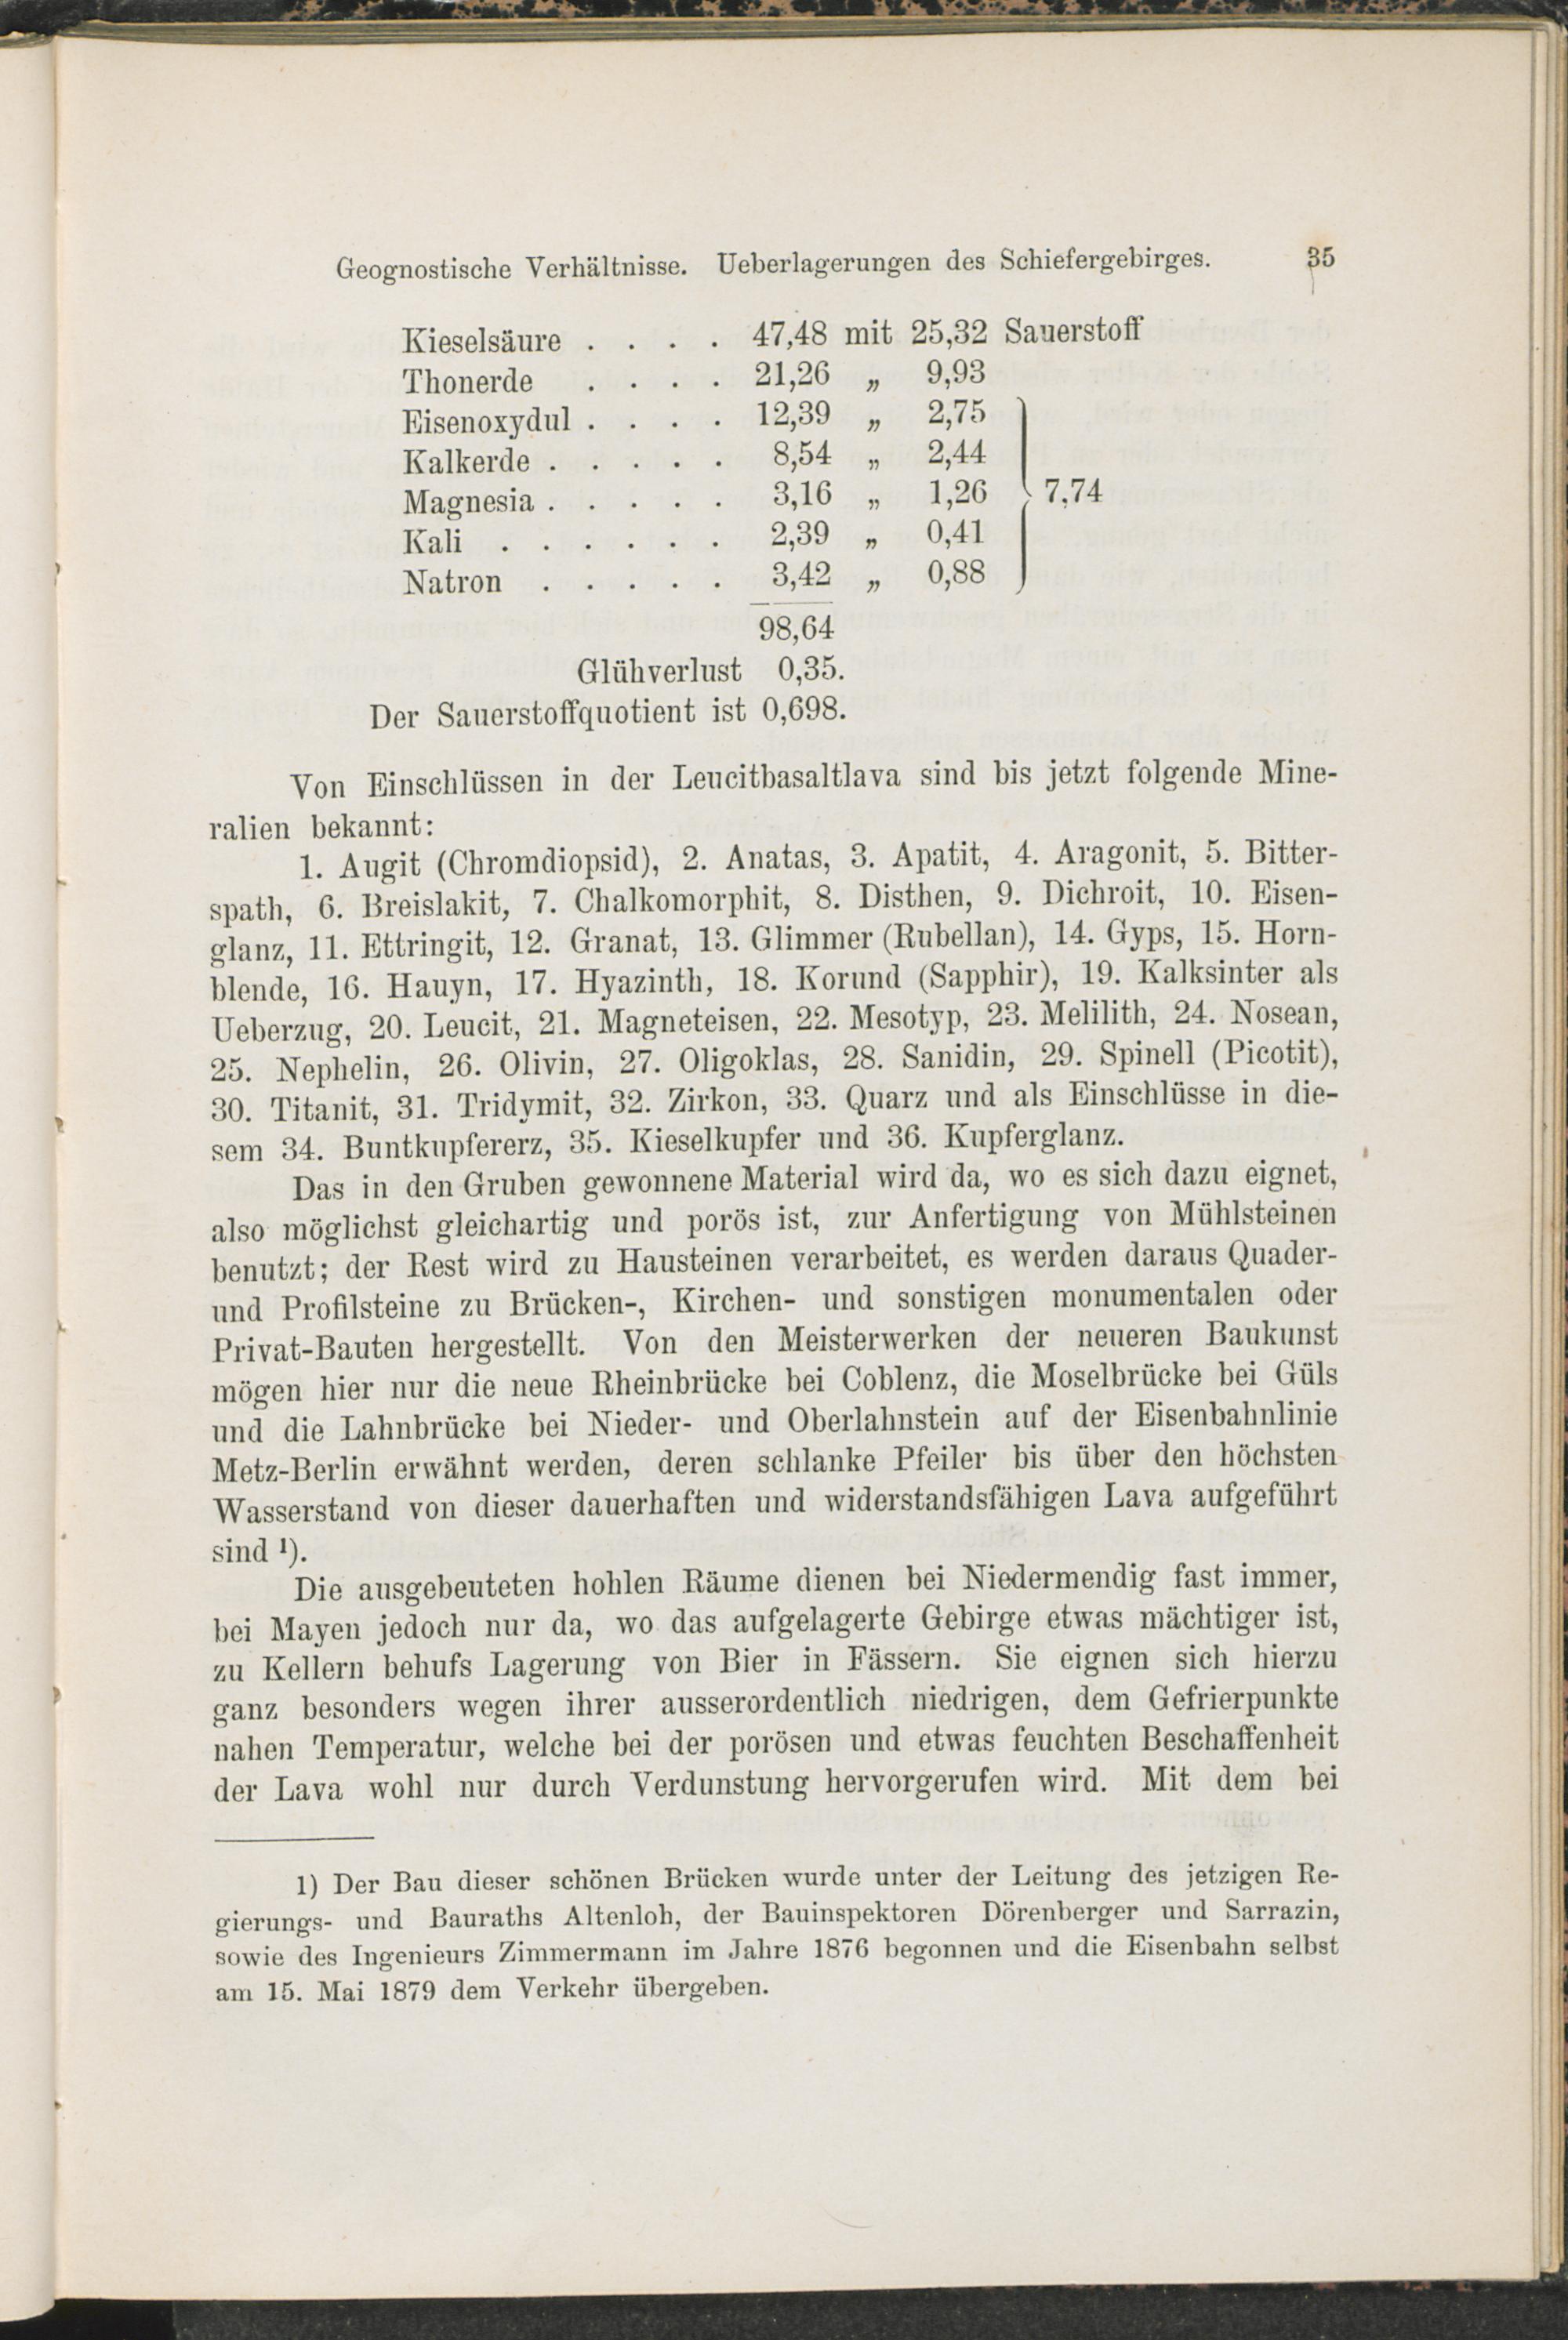 Geognostische Verhältnisse. Ueberlagerungen des Schiefergebirges. 35
Kieselsäure . . . . 47,48 mit 25,32 Sauerstoff
Thonerde . . . . 21,26 „ 9,93
Eisenoxydul . . . . 12,39 „ 2,75
Kalkerde . . . . . 8,54 „ 2,44
Magnesia . . . . . 3,16 „ 1,26 7,74
Kali . . . . . . 2,39 „ 0,41
Natron . . . . . 3,42 „ 0,88
98,64
Glühverlust 0,35.
Der Sauerstoffquotient ist 0,698.
Von Einschlüssen in der Leucitbasaltlava sind bis jetzt folgende Mine-
ralien bekannt:
1. Augit (Chromdiopsid), 2. Anatas, 3. Apatit, 4. Aragonit, 5. Bitter-
spath, 6. Breislakit, 7. Chalkomorphit, 8. Disthen, 9. Dichroit, 10. Eisen-
glanz, 11. Ettringit, 12. Granat, 13. Glimmer (Rubellan), 14. Gyps, 15. Horn-
blende, 16. Hauyn, 17. Hyazinth, 18. Korund (Sapphir), 19. Kalksinter als
Ueberzug, 20. Leucit, 21. Magneteisen, 22. Mesotyp, 23. Melilith, 24. Nosean,
25. Nephelin, 26. Olivin, 27. Oligoklas, 28. Sanidin, 29. Spinell (Picotit),
30. Titanit, 31. Tridymit, 32. Zirkon, 33. Quarz und als Einschlüsse in die-
sem 34. Buntkupfererz, 35. Kieselkupfer und 36. Kupferglanz.
Das in den Gruben gewonnene Material wird da, wo es sich dazu eignet,
also möglichst gleichartig und porös ist, zur Anfertigung von Mühlsteinen
benutzt; der Rest wird zu Hausteinen verarbeitet, es werden daraus Quader-
und Profilsteine zu Brücken-, Kirchen- und sonstigen monumentalen oder
Privat-Bauten hergestellt. Von den Meisterwerken der neueren Baukunst
mögen hier nur die neue Rheinbrücke bei Coblenz, die Moselbrücke bei Güls
und die Lahnbrücke bei Nieder- und Oberlahnstein auf der Eisenbahnlinie
Metz-Berlin erwähnt werden, deren schlanke Pfeiler bis über den höchsten
Wasserstand von dieser dauerhaften und widerstandsfähigen Lava aufgeführt
sind ¹).
Die ausgebeuteten hohlen Räume dienen bei Niedermendig fast immer,
bei Mayen jedoch nur da, wo das aufgelagerte Gebirge etwas mächtiger ist,
zu Kellern behufs Lagerung von Bier in Fässern. Sie eignen sich hierzu
ganz besonders wegen ihrer ausserordentlich niedrigen, dem Gefrierpunkte
nahen Temperatur, welche bei der porösen und etwas feuchten Beschaffenheit
der Lava wohl nur durch Verdunstung hervorgerufen wird. Mit dem bei
1) Der Bau dieser schönen Brücken wurde unter der Leitung des jetzigen Re-
gierungs- und Bauraths Altenloh, der Bauinspektoren Dörenberger und Sarrazin,
sowie des Ingenieurs Zimmermann im Jahre 1876 begonnen und die Eisenbahn selbst
am 15. Mai 1879 dem Verkehr übergeben.